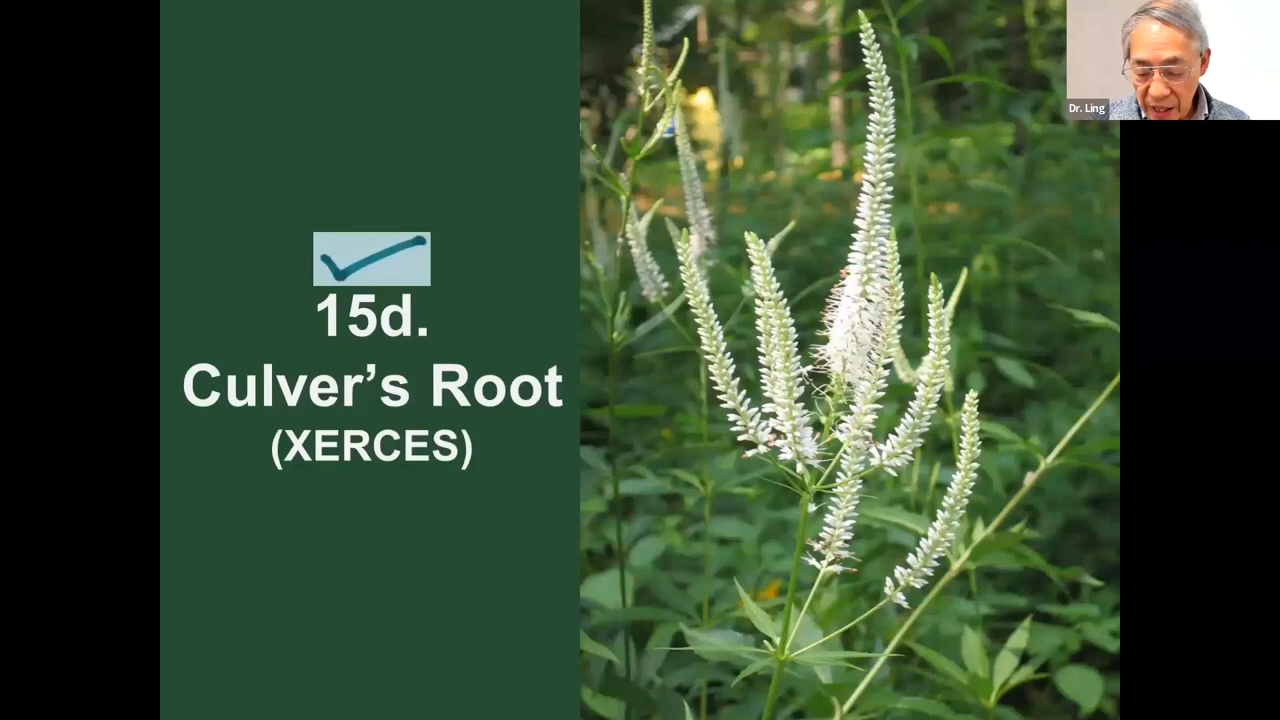 15d.
Culver’s Root
(XERCES)
Dr. Ling